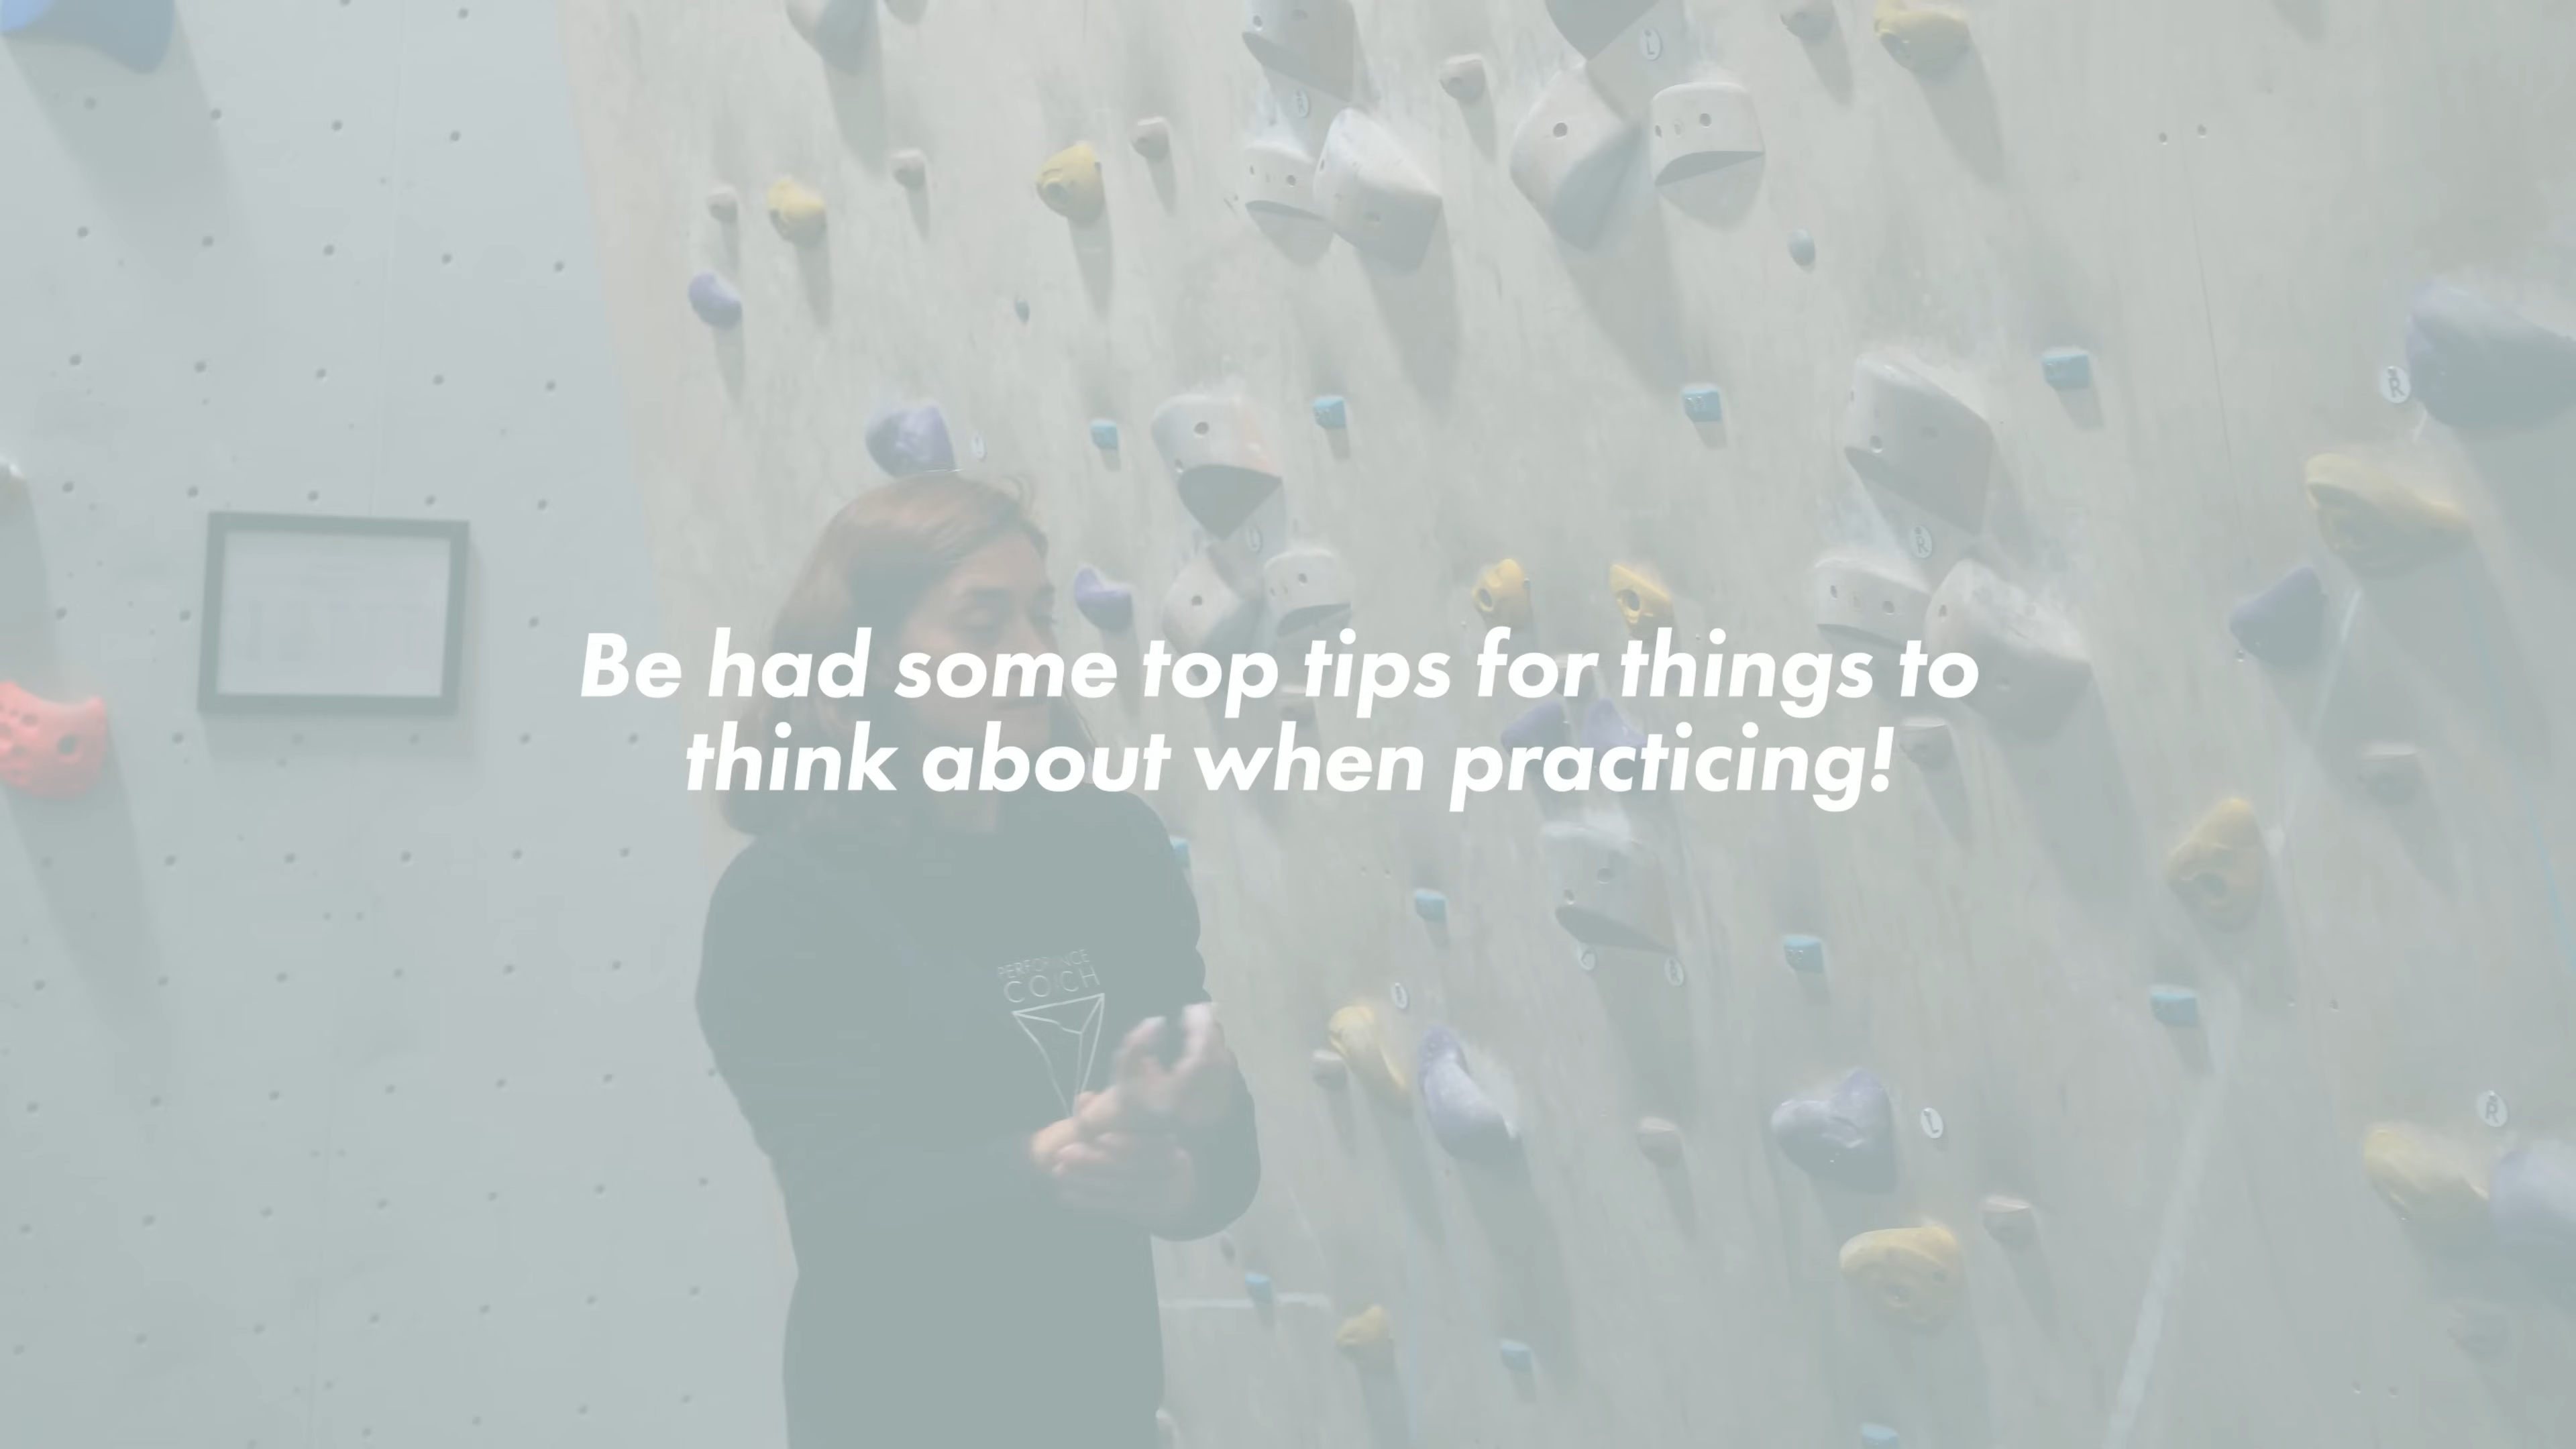 Be had some top tips for things to
think about when practicing!
PERFORMANCE
COACH
L
R
R
R
L
R